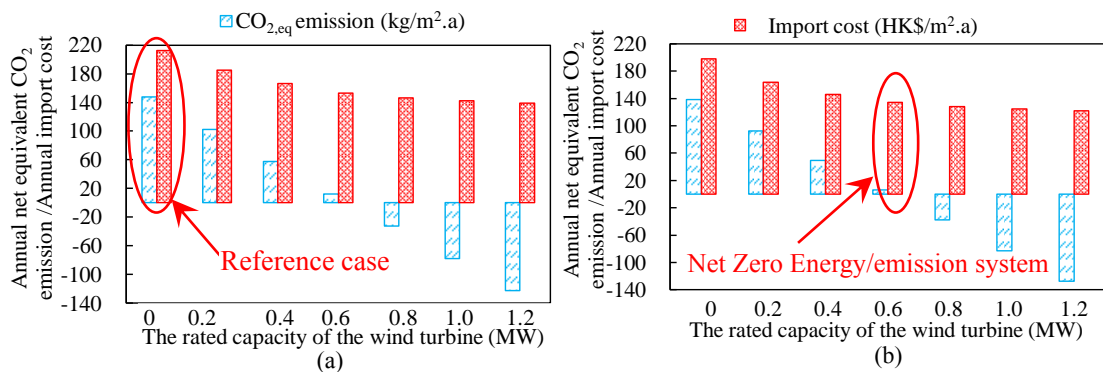 CO2,eq emission (kg/m².a)
Import cost (HK$/m².a)
Annual net equivalent CO2
emission /Annual import cost
220
180
140
100
60
20
-20
-60
-100
-140
Reference case
0 0.2 0.4 0.6 0.8 1.0 1.2
The rated capacity of the wind turbine (MW)
(a)
Annual net equivalent CO2
emission /Annual import cost
220
180
140
100
60
20
-20
-60
-100
-140
Net Zero Energy/emission system
0 0.2 0.4 0.6 0.8 1.0 1.2
The rated capacity of the wind turbine (MW)
(b)